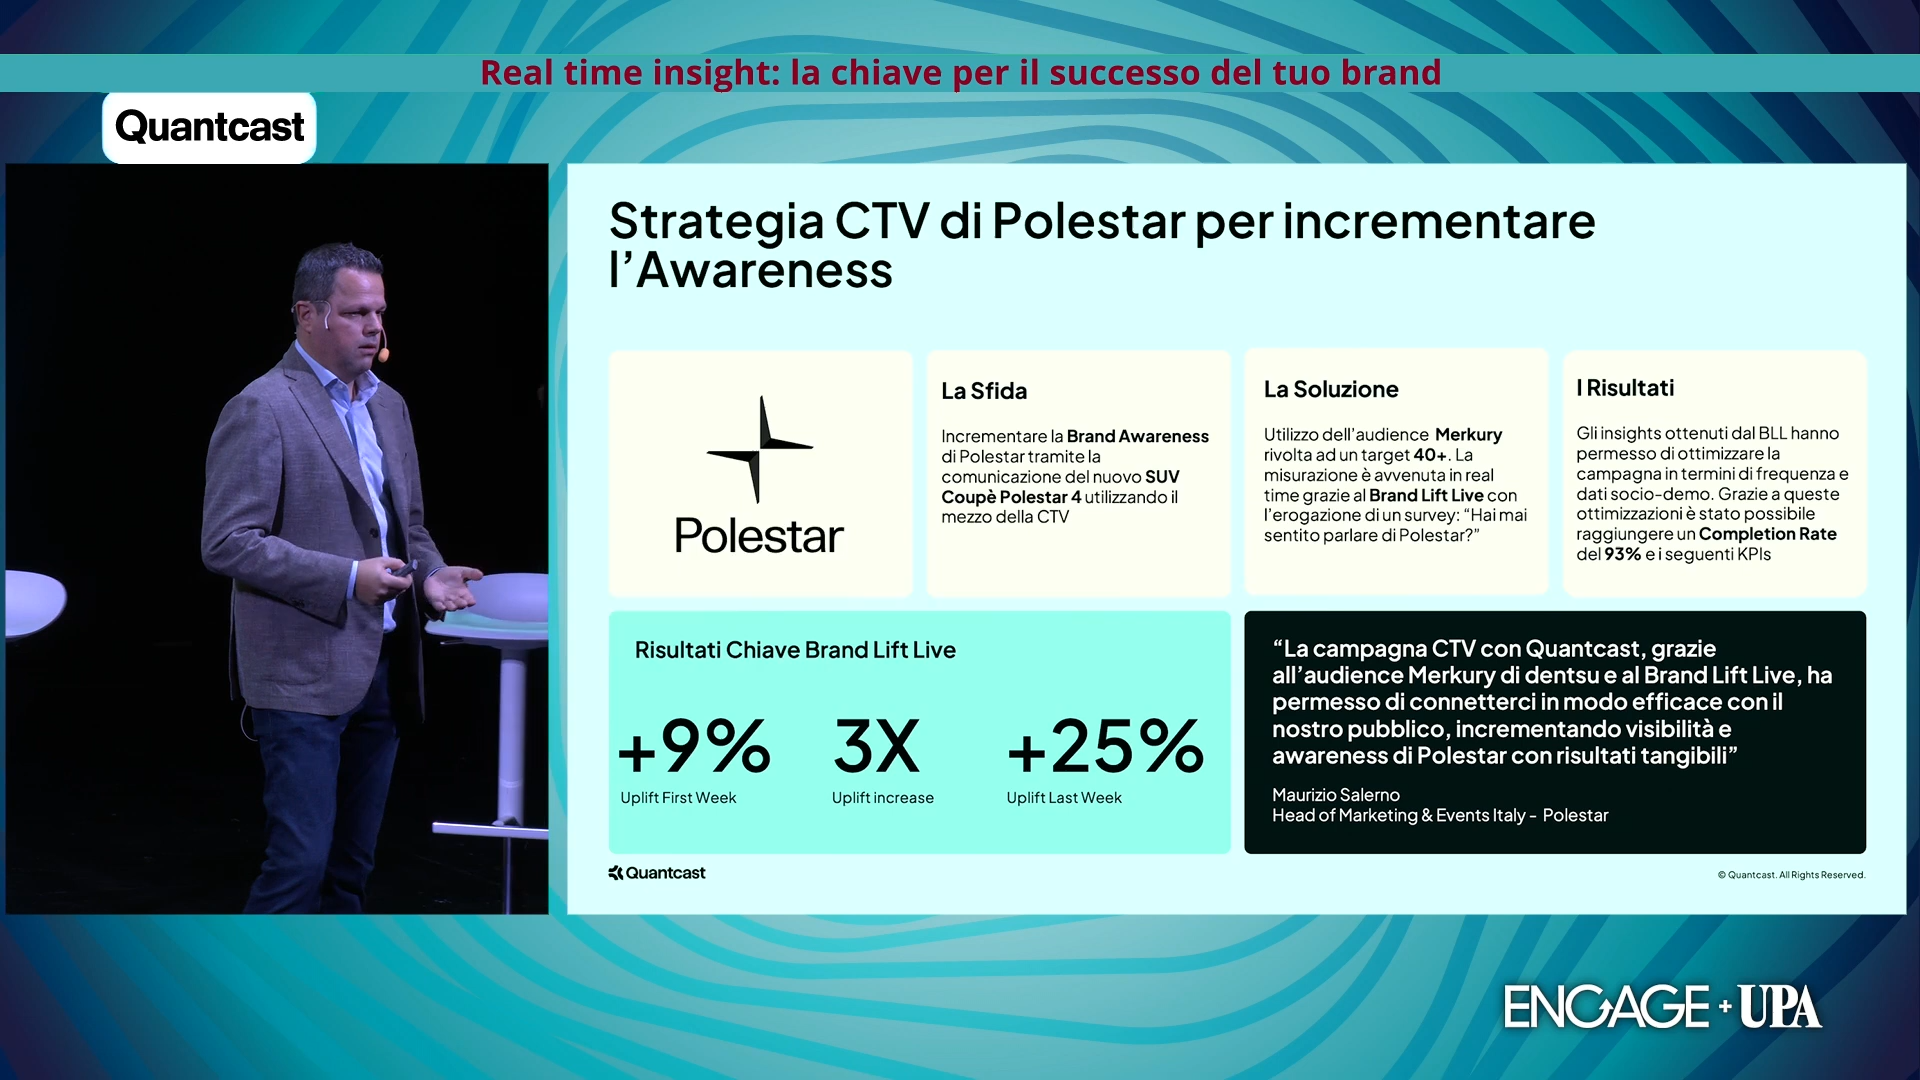 Real time insight: la chiave per il successo del tuo brand
Quantcast
Strategia CTV di Polestar per incrementare
l’Awareness
Polestar
La Sfida
Incrementare la Brand Awareness
di Polestar tramite la
comunicazione del nuovo SUV
Coupè Polestar 4 utilizzando il
mezzo della CTV
La Soluzione
Utilizzo dell’audience Merkury
rivolta ad un target 40+. La
misurazione è avvenuta in real
time grazie al Brand Lift Live con
l’erogazione di un survey: “Hai mai
sentito parlare di Polestar?”
I Risultati
Gli insights ottenuti dal BLL hanno
permesso di ottimizzare la
campagna in termini di frequenza e
dati socio-demo. Grazie a queste
ottimizzazioni è stato possibile
raggiungere un Completion Rate
del 93% e i seguenti KPIs
Risultati Chiave Brand Lift Live
+9%
Uplift First Week
3X
Uplift increase
+25%
Uplift Last Week
“La campagna CTV con Quantcast, grazie
all’audience Merkury di dentsu e al Brand Lift Live, ha
permesso di connetterci in modo efficace con il
nostro pubblico, incrementando visibilità e
awareness di Polestar con risultati tangibili”
Maurizio Salerno
Head of Marketing & Events Italy - Polestar
Quantcast
© Quantcast. All Rights Reserved.
ENGAGE + UPA